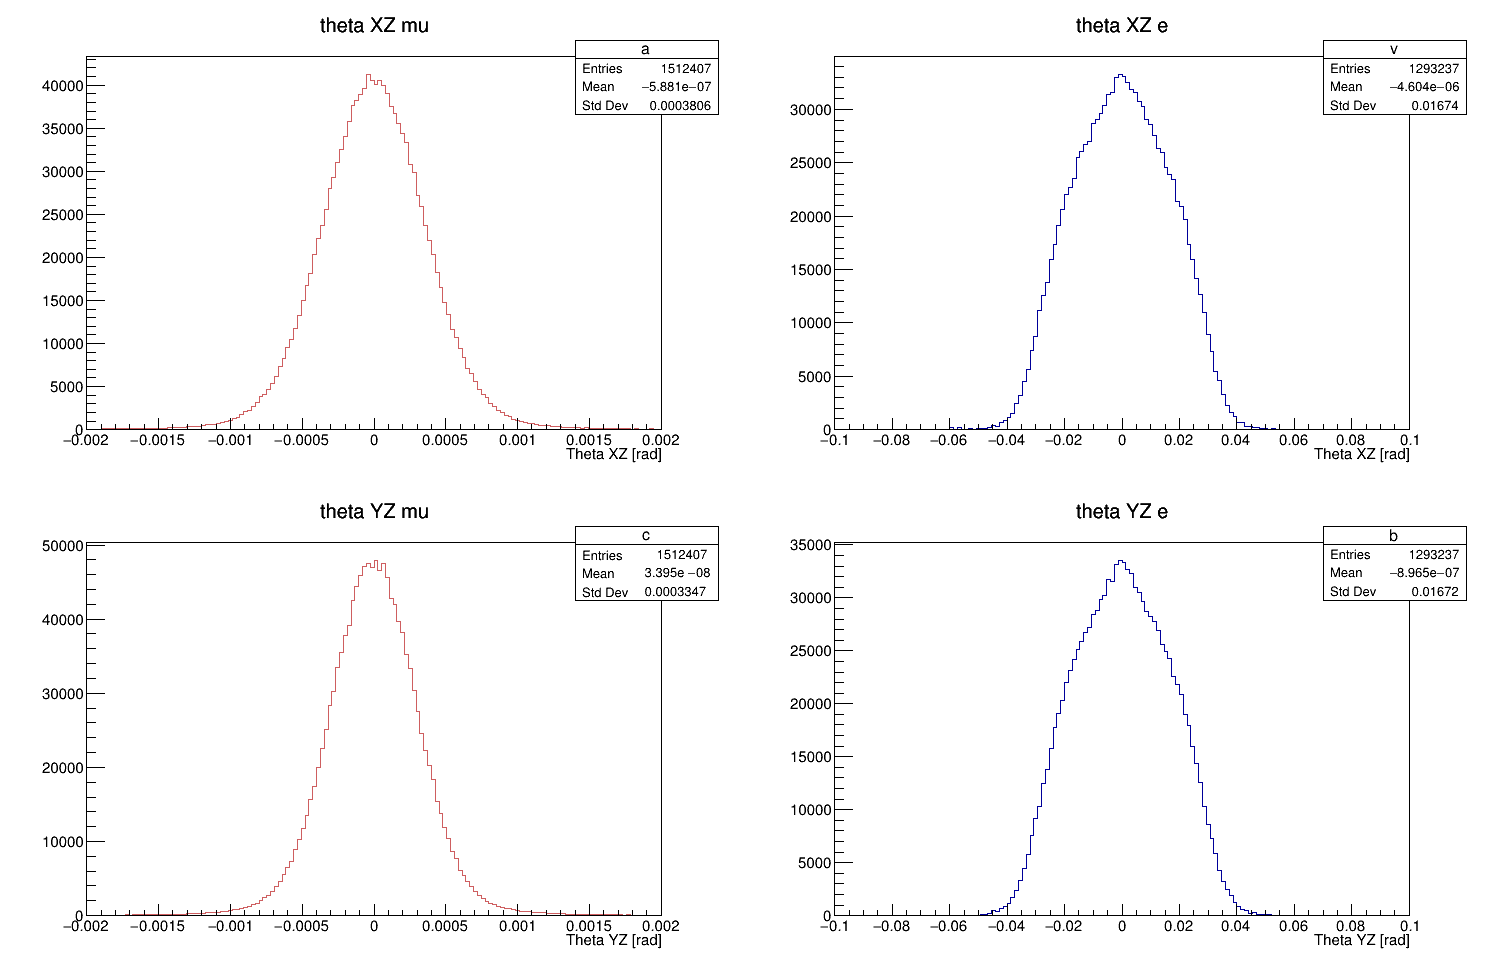 theta XZ mu
a
Entries 1512407
Mean −5.881e−07
Std Dev 0.0003806
40000
35000
30000
25000
20000
15000
10000
5000
0
−0.002 −0.0015 −0.001 −0.0005 0 0.0005 0.001 0.0015 0.002
Theta XZ [rad]
theta XZ e
v
Entries 1293237
Mean −4.604e−06
Std Dev 0.01674
30000
25000
20000
15000
10000
5000
0
−0.1 −0.08 −0.06 −0.04 −0.02 0 0.02 0.04 0.06 0.08 0.1
Theta XZ [rad]
theta YZ mu
c
Entries 1512407
Mean 3.395e−08
Std Dev 0.0003347
50000
40000
30000
20000
10000
0
−0.002 −0.0015 −0.001 −0.0005 0 0.0005 0.001 0.0015 0.002
Theta YZ [rad]
theta YZ e
b
Entries 1293237
Mean −8.965e−07
Std Dev 0.01672
35000
30000
25000
20000
15000
10000
5000
0
−0.1 −0.08 −0.06 −0.04 −0.02 0 0.02 0.04 0.06 0.08 0.1
Theta YZ [rad]